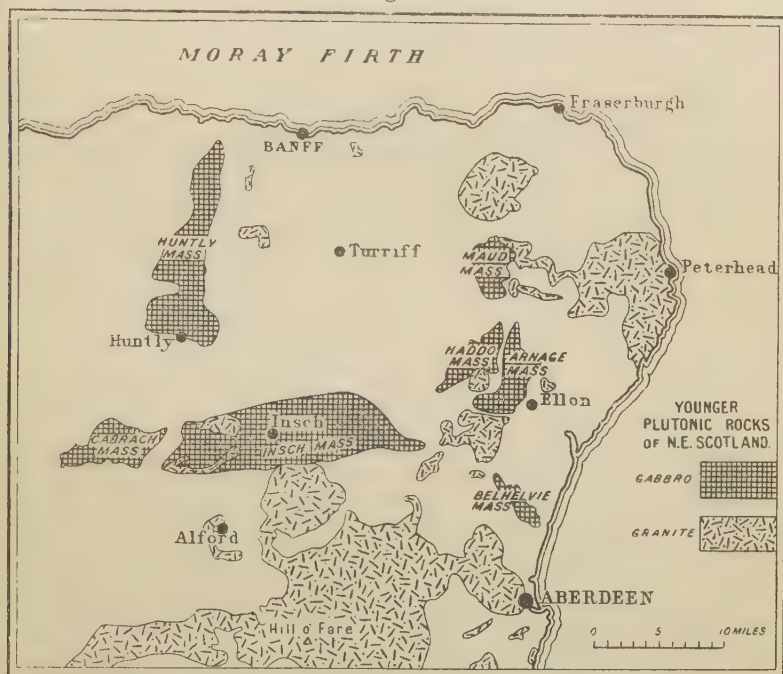 MORAY FIRTH
Fraserburgh
BANFF
HUNTLY
MASS
Turriff
MAUD
MASS
Peterhead
Huntly
HADDO
MASS
ARNAGE
MASS
Ellon
CABRACH
MASS
Insch
INSCH MASS
YOUNGER
PLUTONIC ROCKS
OF N.E. SCOTLAND.
GABBRO
BELHELVIE
MASS
GRANITE
Alford
ABERDEEN
Hill o' Fare
0 5 10 MILES